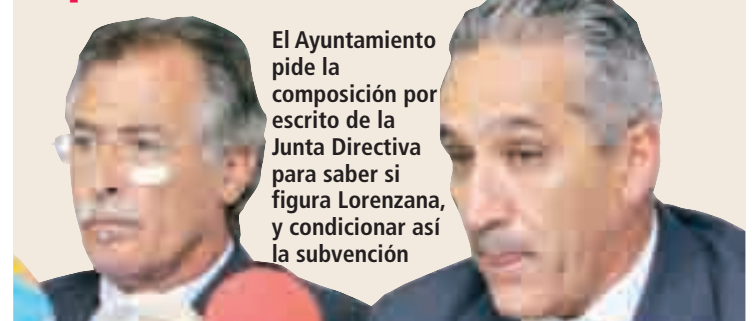 El Ayuntamiento
pide la
composición por
escrito de la
Junta Directiva
para saber si
figura Lorenzana,
y condicionar así
la subvención